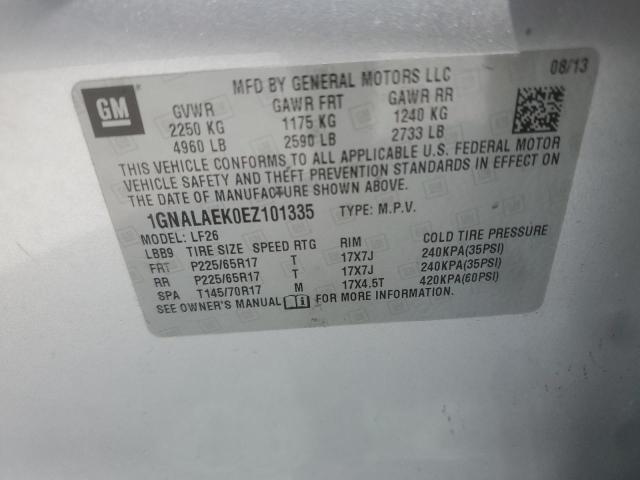 MFD BY GENERAL MOTORS LLC 08/13
GM
GVWR GAWR FRT GAWR RR
2250 KG 1175 KG 1240 KG
4960 LB 2590 LB 2733 LB
THIS VEHICLE CONFORMS TO ALL APPLICABLE U.S. FEDERAL MOTOR
VEHICLE SAFETY AND THEFT PREVENTION STANDARDS IN EFFECT ON
THE DATE OF MANUFACTURE SHOWN ABOVE.
1GNALAEK0EZ101335 TYPE: M.P.V.
MODEL: LF26
LBB9 TIRE SIZE SPEED RTG RIM COLD TIRE PRESSURE
FRT P225/65R17 T 17X7J 240KPA(35PSI)
RR P225/65R17 T 17X7J 240KPA(35PSI)
SPA T145/70R17 M 17X4.5T 420KPA(60PSI)
SEE OWNER'S MANUAL FOR MORE INFORMATION.